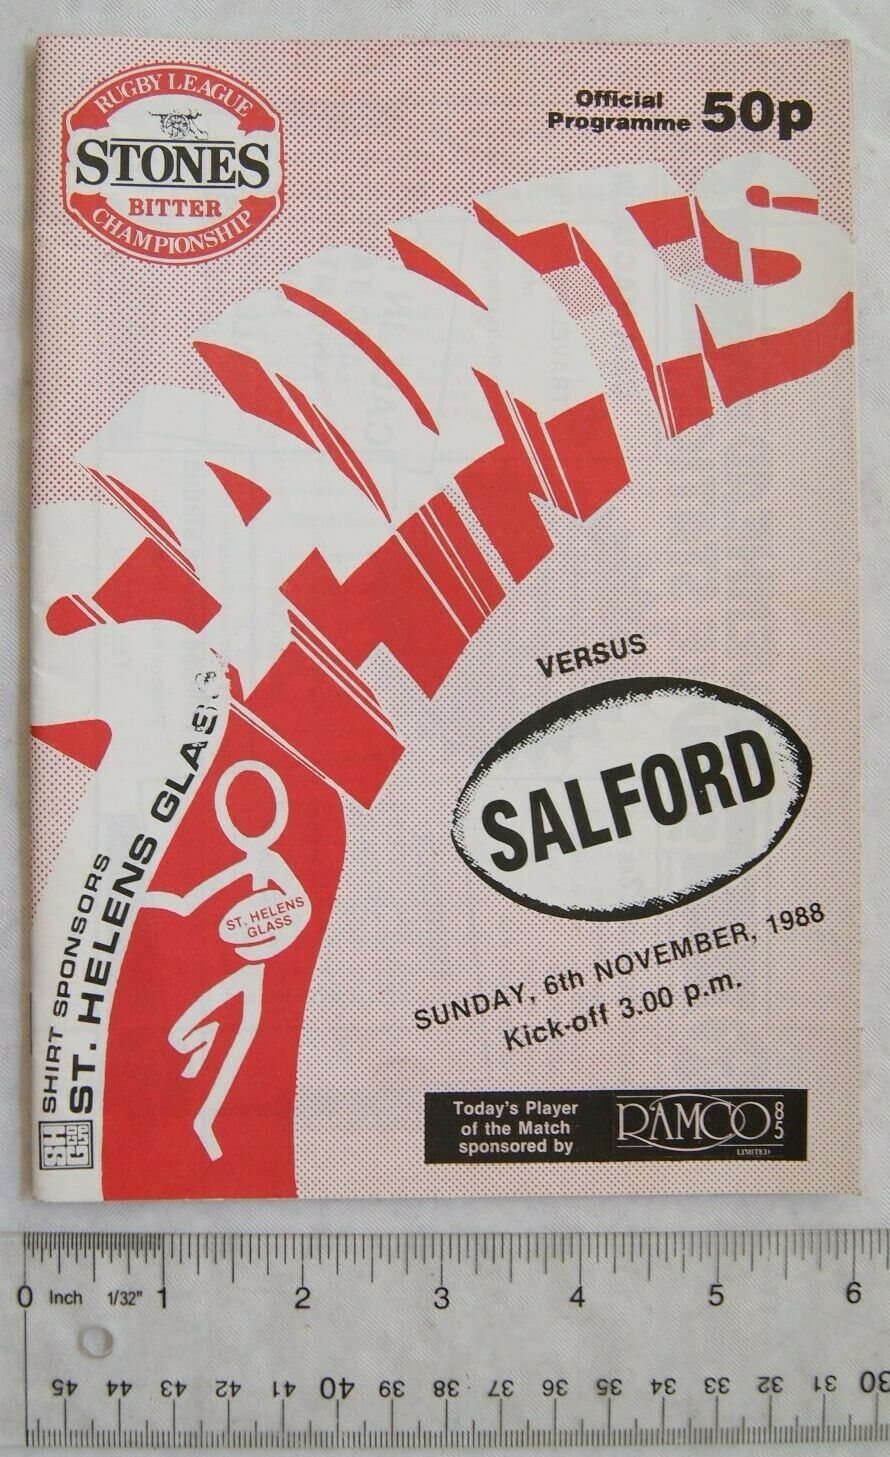 RUGBY LEAGUE
STONES
BITTER
CHAMPIONSHIP
Official
Programme 50p
SAINTS
VERSUS
SALFORD
SUNDAY, 6th NOVEMBER, 1988
Kick-off 3.00 p.m.
SHIRT SPONSORS
ST. HELENS GLASS
ST. HELENS
GLASS
SH
Today's Player
of the Match
sponsored by
RAMCO 85
LIMITED
0 Inch 1/32" 1 2 3 4 5 6
45 44 43 42 41 40 39 38 37 36 35 34 33 32 31 30